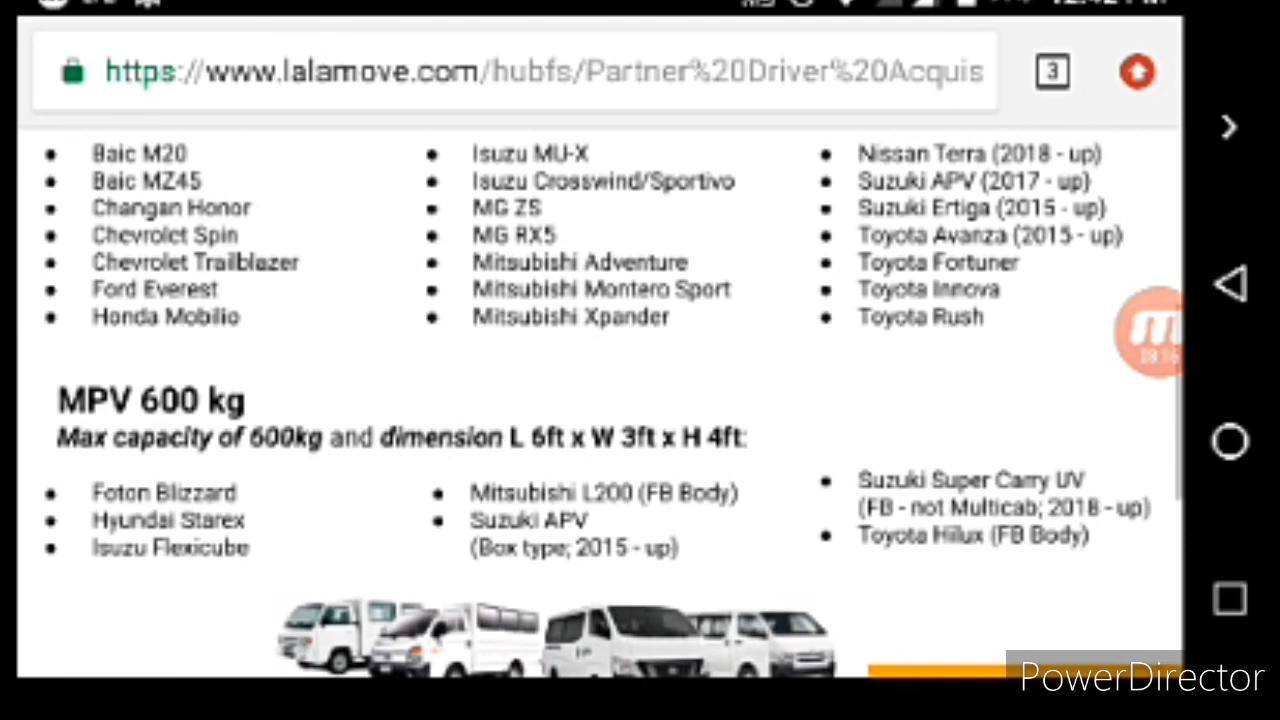 https://www.lalamove.com/hubfs/Partner%20Driver%20Acquis
3
Baic M20
Baic MZ45
Changan Honor
Chevrolet Spin
Chevrolet Trailblazer
Ford Everest
Honda Mobilio
Isuzu MU-X
Isuzu Crosswind/Sportivo
MG ZS
MG RX5
Mitsubishi Adventure
Mitsubishi Montero Sport
Mitsubishi Xpander
Nissan Terra (2018 - up)
Suzuki APV (2017 - up)
Suzuki Ertiga (2015 - up)
Toyota Avanza (2015 - up)
Toyota Fortuner
Toyota Innova
Toyota Rush
08:16
MPV 600 kg
Max capacity of 600kg and dimension L 6ft x W 3ft x H 4ft:
Foton Blizzard
Hyundai Starex
Isuzu Flexicube
Mitsubishi L200 (FB Body)
Suzuki APV
(Box type; 2015 - up)
Suzuki Super Carry UV
(FB - not Multicab; 2018 - up)
Toyota Hilux (FB Body)
PowerDirector